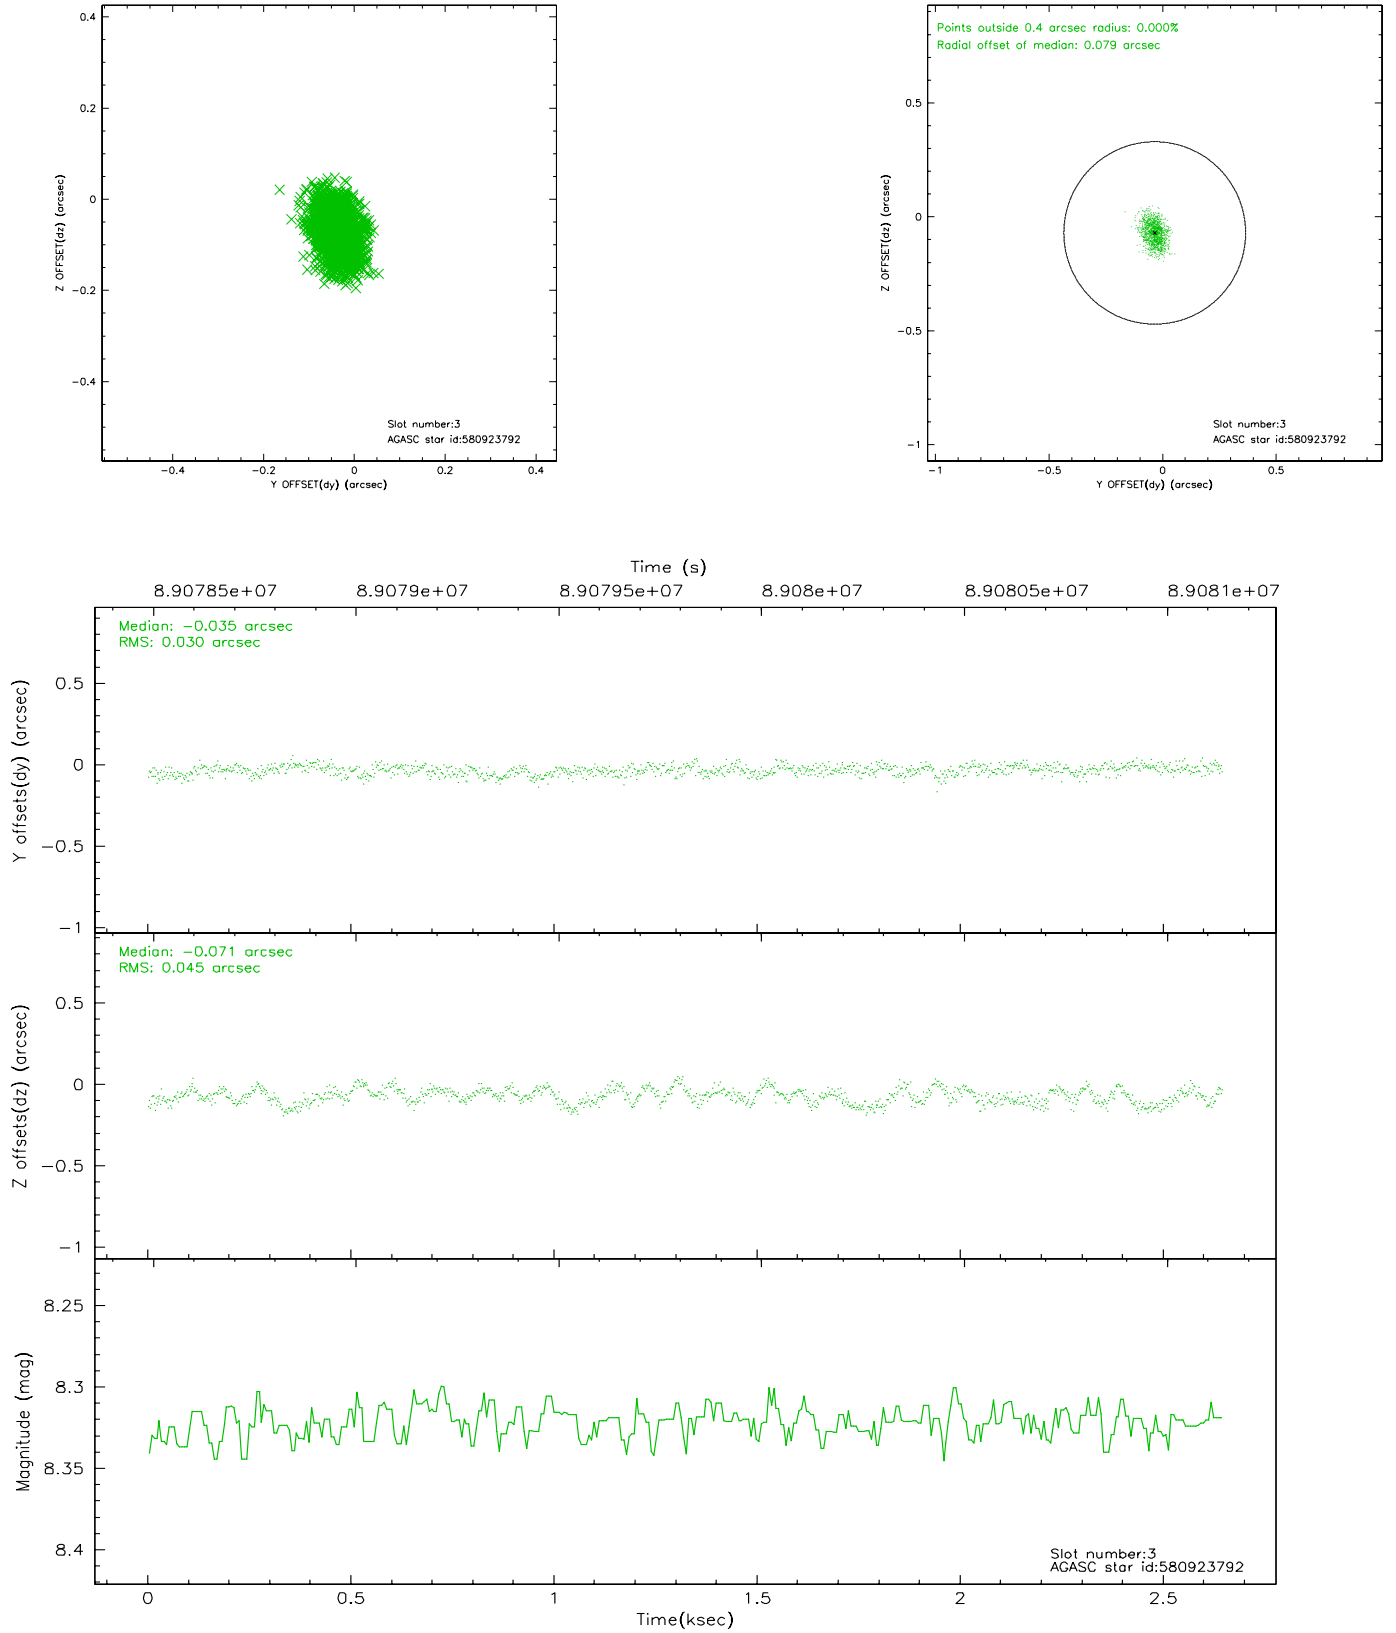 0.4
0.2
0
−0.2
−0.4
Z OFFSET(dz) (arcsec)
Slot number:3
AGASC star id:580923792
−0.4 −0.2 0 0.2 0.4
Y OFFSET(dy) (arcsec)
Points outside 0.4 arcsec radius: 0.000%
Radial offset of median: 0.079 arcsec
0.5
0
−0.5
−1
Z OFFSET(dz) (arcsec)
Slot number:3
AGASC star id:580923792
−1 −0.5 0 0.5
Y OFFSET(dy) (arcsec)
Time (s)
8.90785e+07 8.9079e+07 8.90795e+07 8.908e+07 8.90805e+07 8.9081e+07
Median: −0.035 arcsec
RMS: 0.030 arcsec
0.5
0
−0.5
−1
Y offsets(dy) (arcsec)
Median: −0.071 arcsec
RMS: 0.045 arcsec
0.5
0
−0.5
−1
Z offsets(dz) (arcsec)
8.25
8.3
8.35
8.4
Magnitude (mag)
Slot number:3
AGASC star id:580923792
0 0.5 1 1.5 2 2.5
Time(ksec)